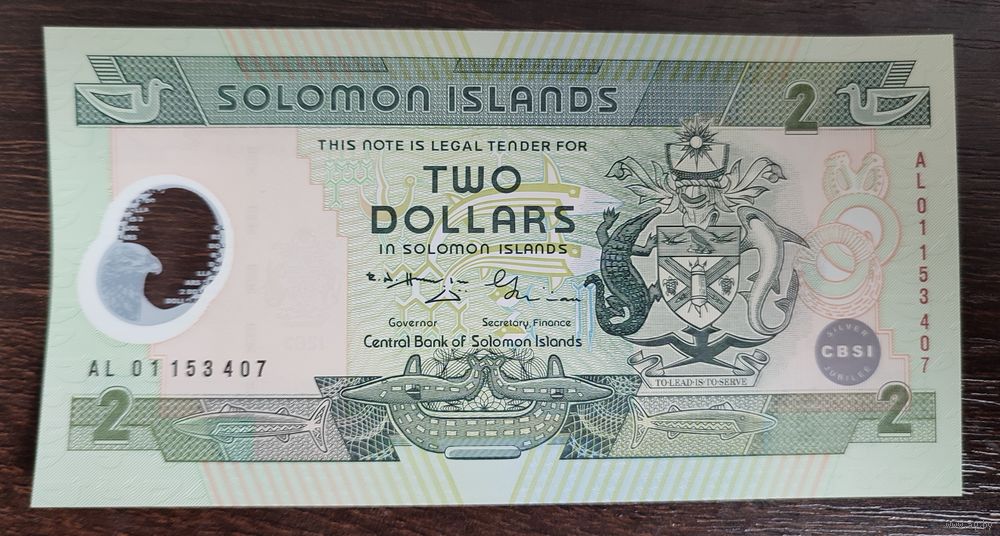 SOLOMON ISLANDS
2
THIS NOTE IS LEGAL TENDER FOR
TWO
DOLLARS
IN SOLOMON ISLANDS
Governor Secretary, Finance
Central Bank of Solomon Islands
AL 01153407
AL 01153407
SILVER
CBSI
JUBILEE
TO·LEAD·IS·TO·SERVE
2
2